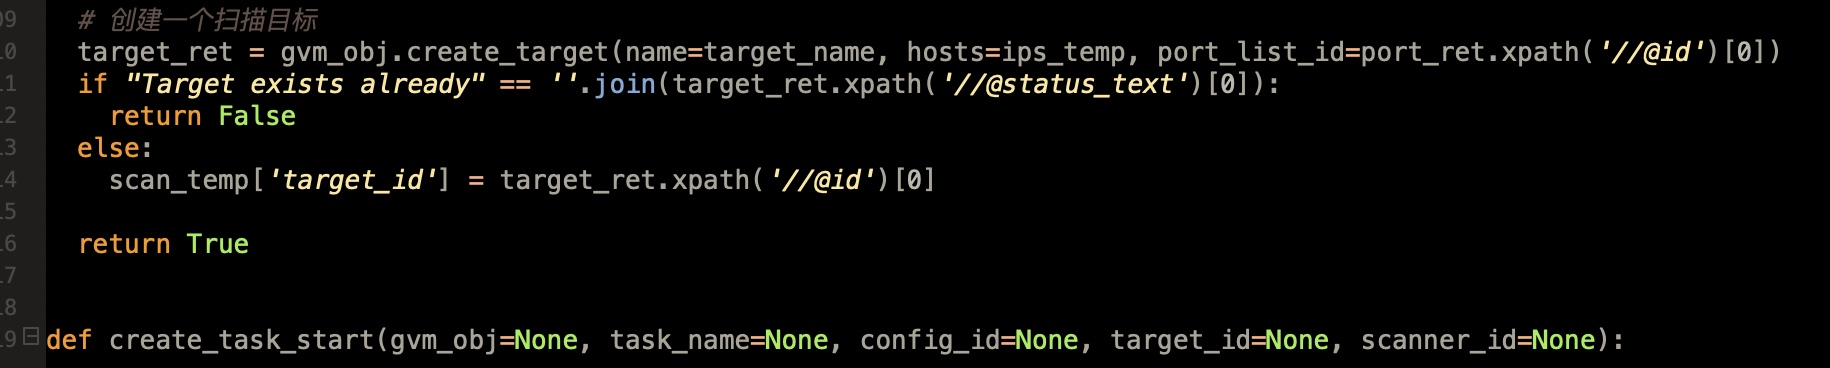 09 # 创建一个扫描目标
10 target_ret = gvm_obj.create_target(name=target_name, hosts=ips_temp, port_list_id=port_ret.xpath('//@id')[0])
11 if "Target exists already" == ''.join(target_ret.xpath('//@status_text')[0]):
12 return False
13 else:
14 scan_temp['target_id'] = target_ret.xpath('//@id')[0]
15
16 return True
17
18
19 def create_task_start(gvm_obj=None, task_name=None, config_id=None, target_id=None, scanner_id=None):